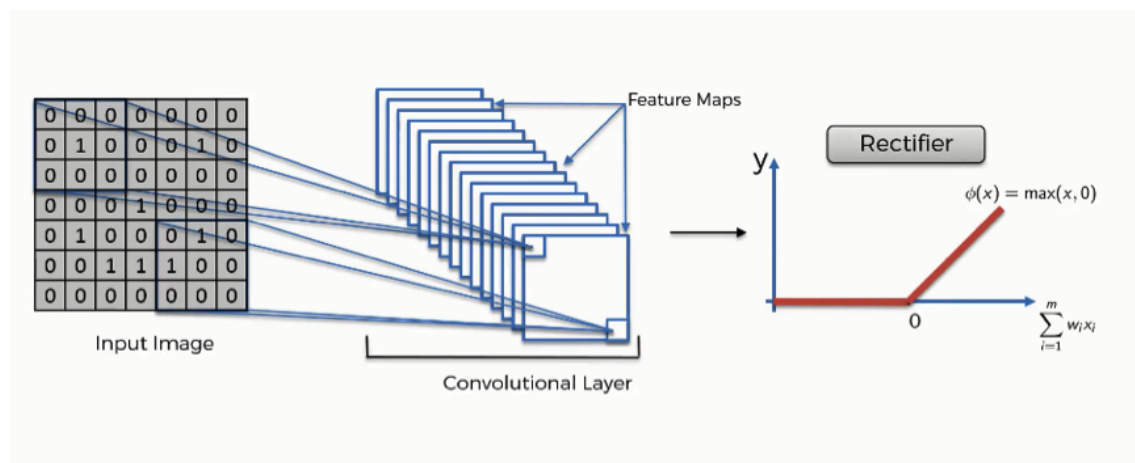 0 0 0 0 0 0 0
0 1 0 0 0 1 0
0 0 0 0 0 0 0
0 0 0 1 0 0 0
0 1 0 0 0 1 0
0 0 1 1 1 0 0
0 0 0 0 0 0 0
Input Image
Feature Maps
Convolutional Layer
Rectifier
y
ϕ(x) = max(x, 0)
0
m
∑ wᵢxᵢ
i=1